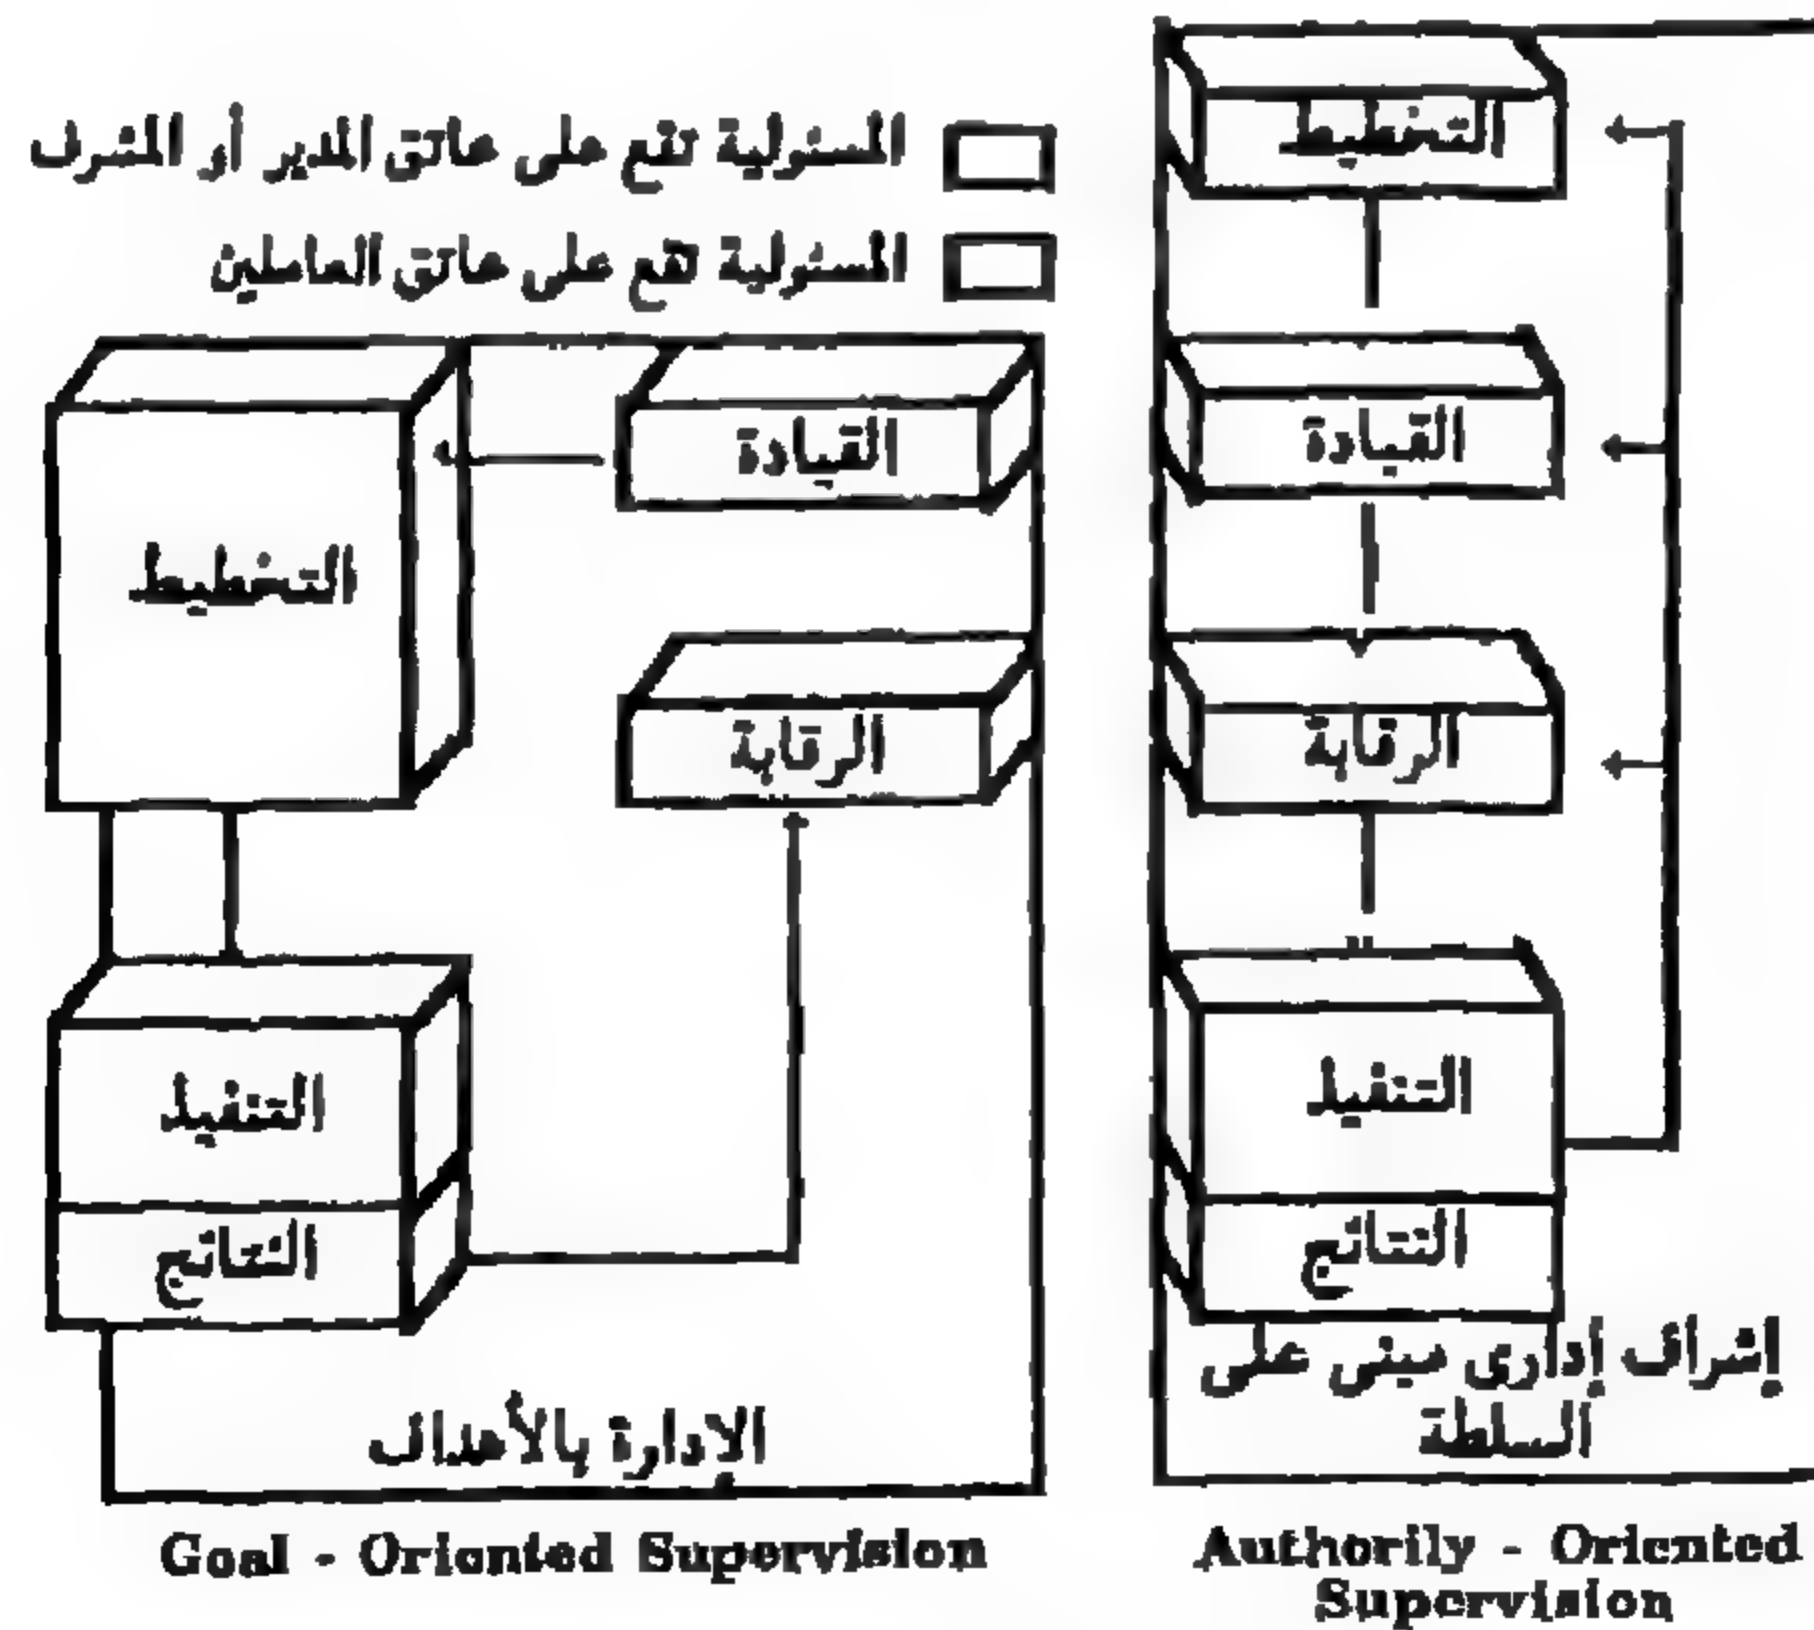 المسئولية تقع على عاتق المدير أو المشرف
المسئولية تقع على عاتق العاملين
التخطيط
القيادة
الرقابة
التنفيذ
النتائج
إشراف إدارى مبنى على
السلطة
Authorily - Oriented
Supervision
القيادة
التخطيط
الرقابة
التنفيذ
النتائج
الإدارة بالأهداف
Goal - Oriented Supervision